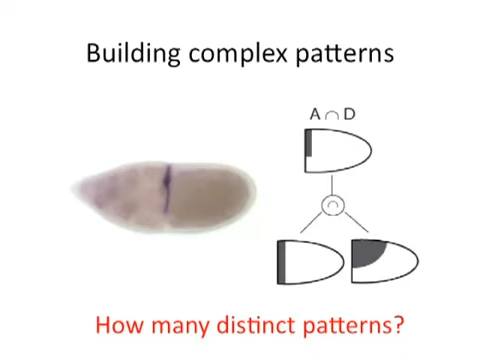 Building complex patterns
A ∩ D
∩
How many distinct patterns?